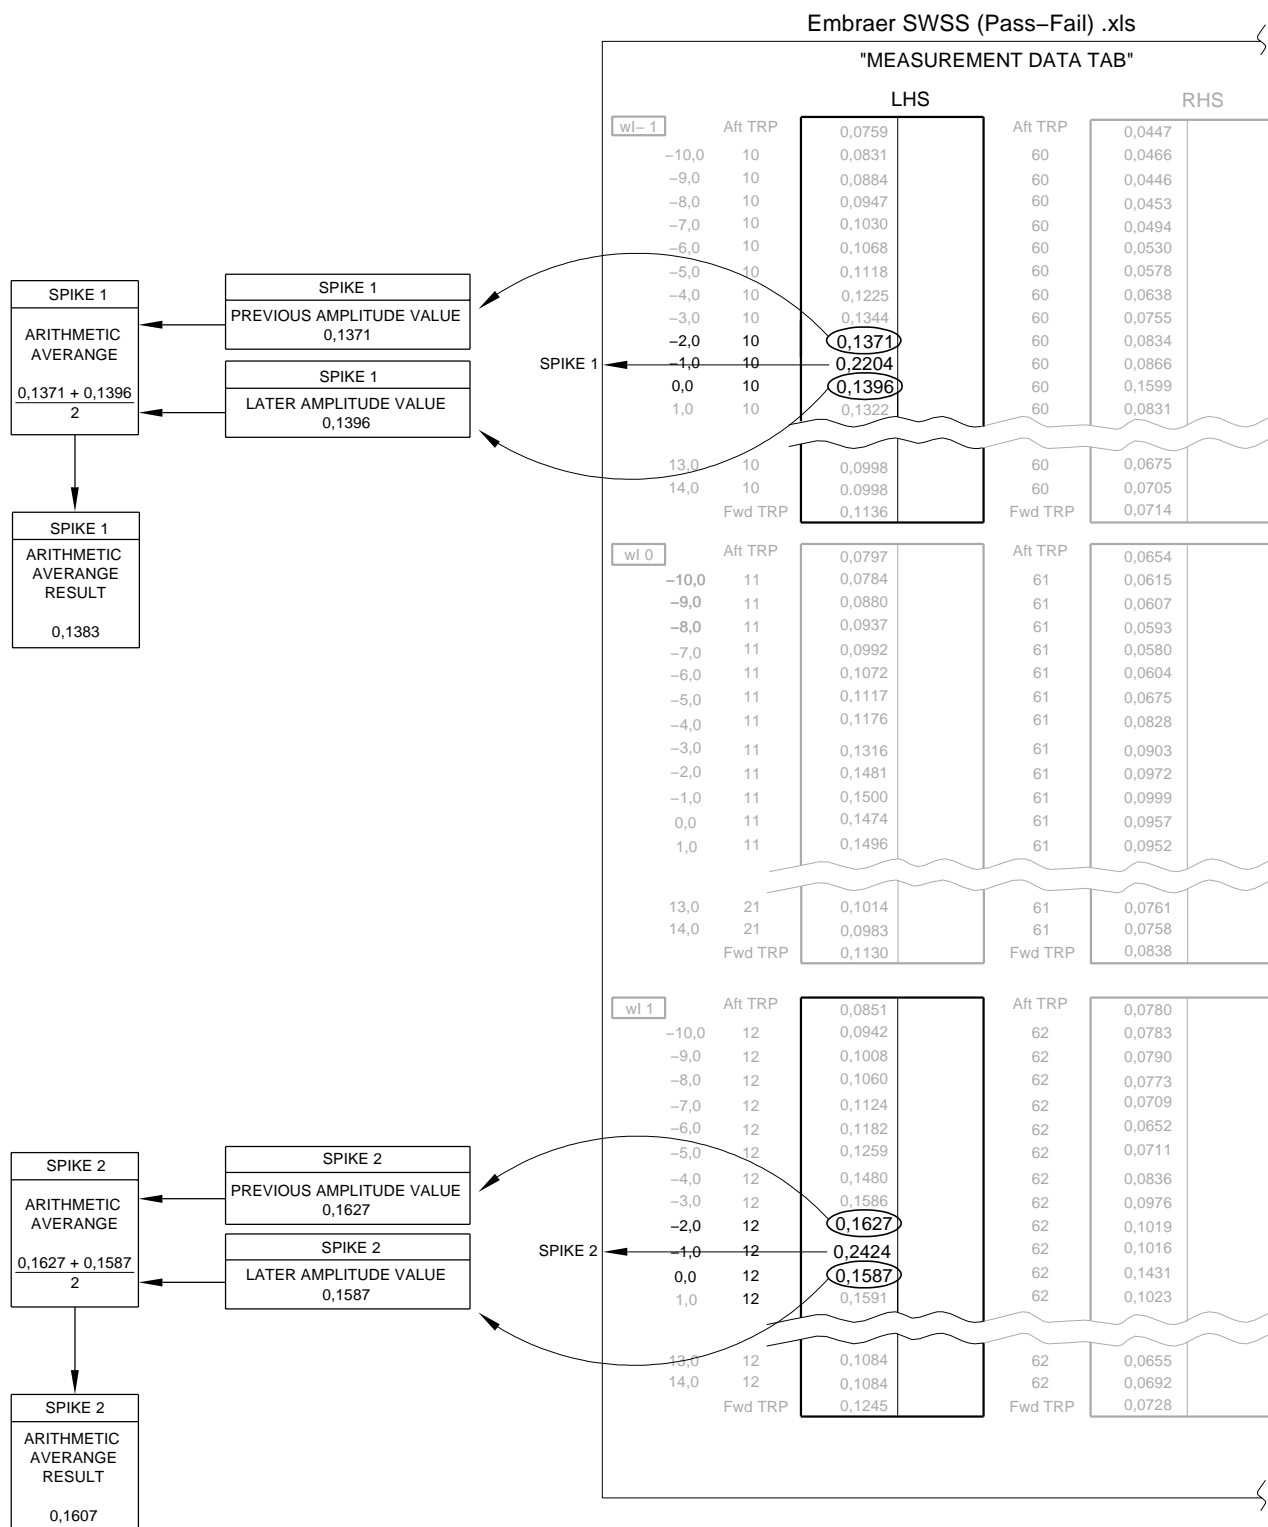 Embraer SWSS (Pass–Fail) .xls
"MEASUREMENT DATA TAB"
LHS RHS
wl– 1 Aft TRP 0,0759 Aft TRP 0,0447
–10,0 10 0,0831 60 0,0466
–9,0 10 0,0884 60 0,0446
–8,0 10 0,0947 60 0,0453
–7,0 10 0,1030 60 0,0494
–6,0 10 0,1068 60 0,0530
–5,0 10 0,1118 60 0,0578
–4,0 10 0,1225 60 0,0638
–3,0 10 0,1344 60 0,0755
–2,0 10 0,1371 60 0,0834
SPIKE 1 –1,0 10 0,2204 60 0,0866
0,0 10 0,1396 60 0,1599
1,0 10 0,1322 60 0,0831
13,0 10 0,0998 60 0,0675
14,0 10 0.0998 60 0,0705
Fwd TRP 0,1136 Fwd TRP 0,0714
SPIKE 1
PREVIOUS AMPLITUDE VALUE
0,1371
SPIKE 1
LATER AMPLITUDE VALUE
0,1396
SPIKE 1
ARITHMETIC
AVERANGE
0,1371 + 0,1396
2
SPIKE 1
ARITHMETIC
AVERANGE
RESULT
0,1383
wl 0 Aft TRP 0,0797 Aft TRP 0,0654
–10,0 11 0,0784 61 0,0615
–9,0 11 0,0880 61 0,0607
–8,0 11 0,0937 61 0,0593
–7,0 11 0,0992 61 0,0580
–6,0 11 0,1072 61 0,0604
–5,0 11 0,1117 61 0,0675
–4,0 11 0,1176 61 0,0828
–3,0 11 0,1316 61 0,0903
–2,0 11 0,1481 61 0,0972
–1,0 11 0,1500 61 0,0999
0,0 11 0,1474 61 0,0957
1,0 11 0,1496 61 0,0952
13,0 21 0,1014 61 0,0761
14,0 21 0,0983 61 0,0758
Fwd TRP 0,1130 Fwd TRP 0,0838
wl 1 Aft TRP 0,0851 Aft TRP 0,0780
–10,0 12 0,0942 62 0,0783
–9,0 12 0,1008 62 0,0790
–8,0 12 0,1060 62 0,0773
–7,0 12 0,1124 62 0,0709
–6,0 12 0,1182 62 0,0652
–5,0 12 0,1259 62 0,0711
–4,0 12 0,1480 62 0,0836
–3,0 12 0,1586 62 0,0976
–2,0 12 0,1627 62 0,1019
SPIKE 2 –1,0 12 0,2424 62 0,1016
0,0 12 0,1587 62 0,1431
1,0 12 0,1591 62 0,1023
13,0 12 0,1084 62 0,0655
14,0 12 0,1084 62 0,0692
Fwd TRP 0,1245 Fwd TRP 0,0728
SPIKE 2
PREVIOUS AMPLITUDE VALUE
0,1627
SPIKE 2
LATER AMPLITUDE VALUE
0,1587
SPIKE 2
ARITHMETIC
AVERANGE
0,1627 + 0,1587
2
SPIKE 2
ARITHMETIC
AVERANGE
RESULT
0,1607